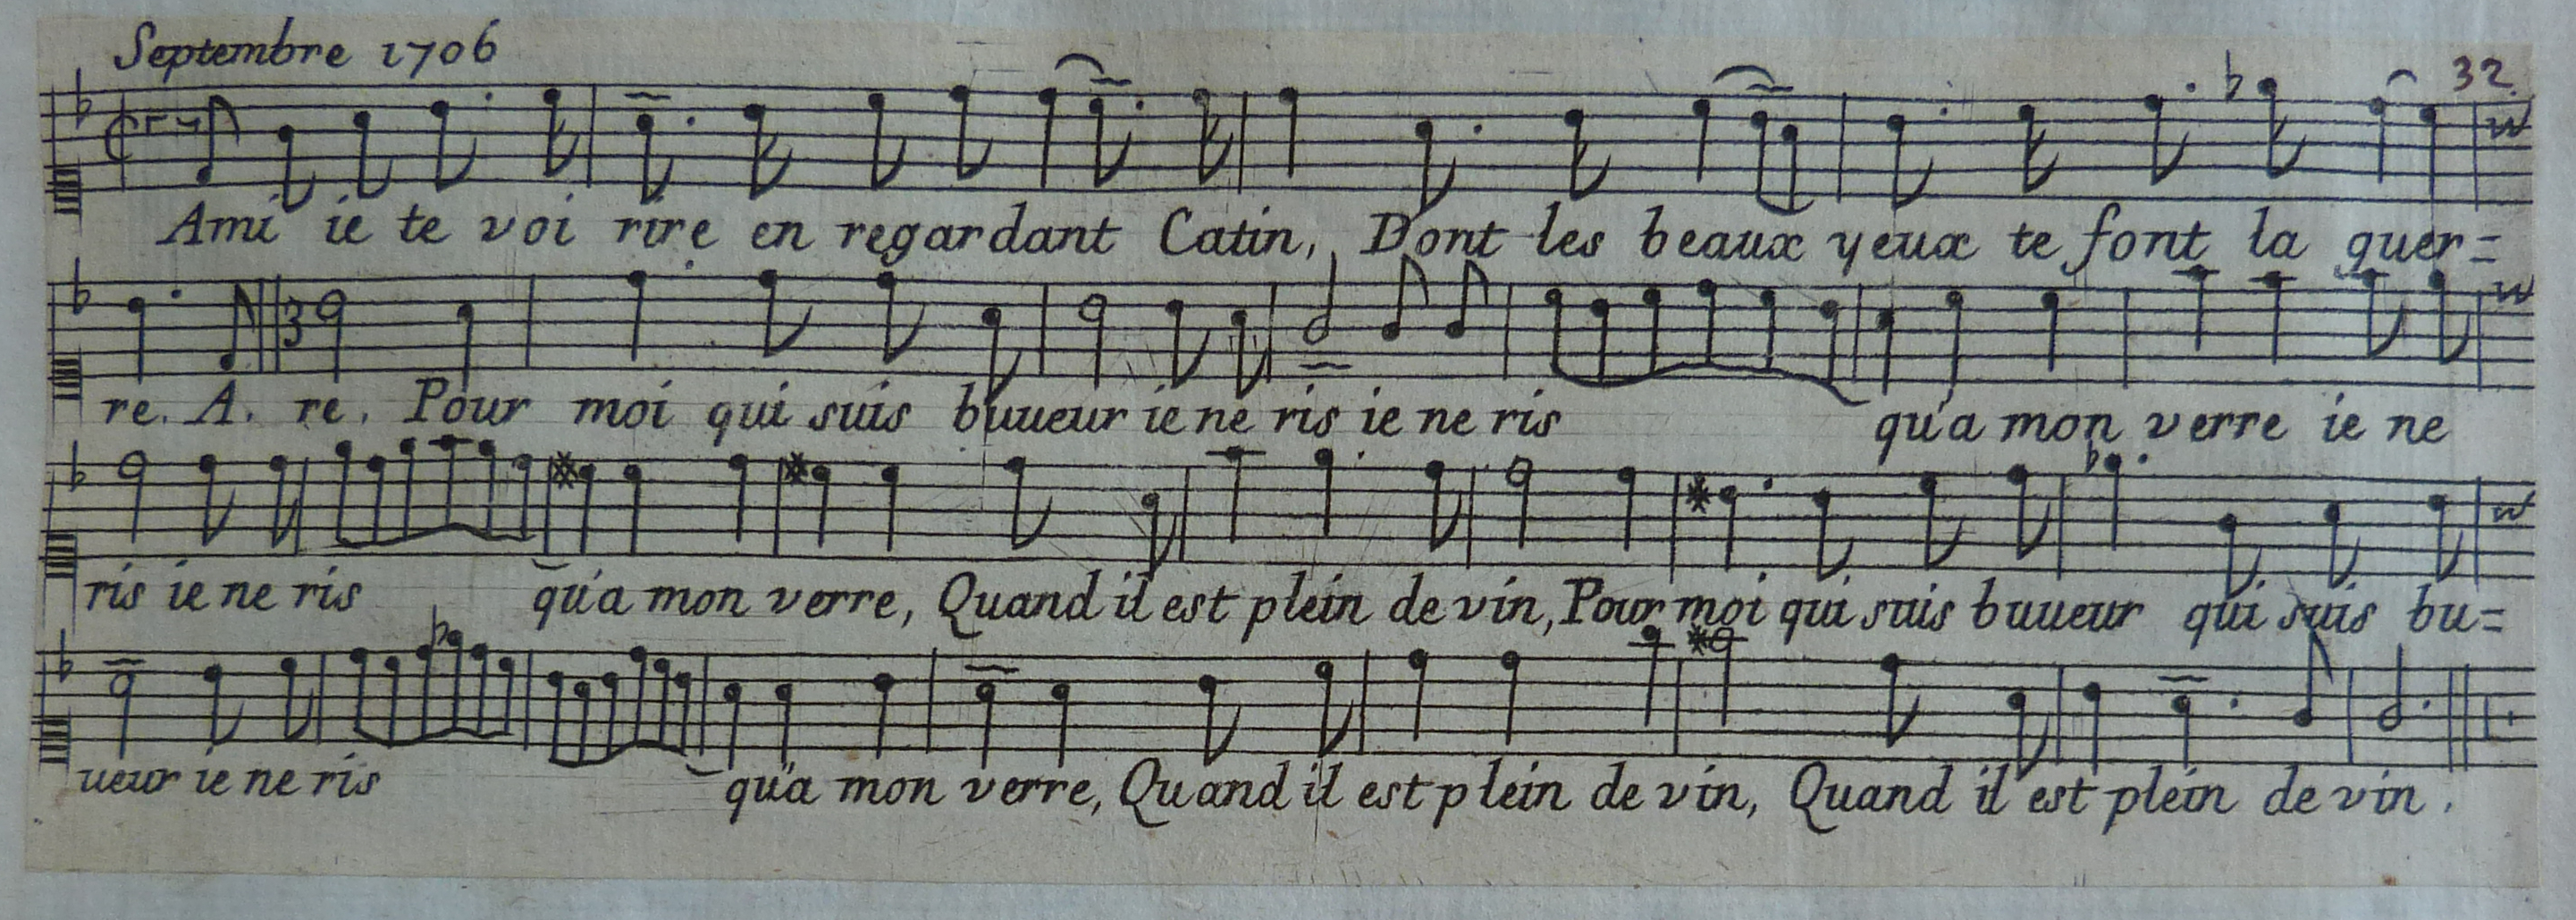 Septembre 1706
32.
Ami ie te voi rire en regardant Catin, Dont les beaux yeux te font la guer=
3
re. A. re. Pour moi qui suis buueur ie ne ris ie ne ris qu'a mon verre ie ne
ris ie ne ris qu'a mon verre, Quand il est plein de vin, Pour moi qui suis buueur qui suis bu=
ueur ie ne ris qu'a mon verre, Quand il est plein de vin, Quand il est plein de vin.